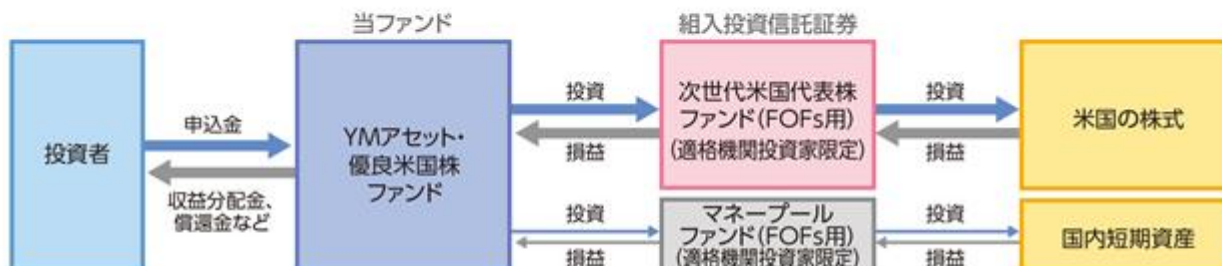 当ファンド
組入投資信託証券
投資者
申込金
収益分配金、
償還金など
YMアセット・
優良米国株
ファンド
投資
損益
次世代米国代表株
ファンド(FOFs用)
(適格機関投資家限定)
投資
損益
米国の株式
投資
損益
マネープール
ファンド(FOFs用)
(適格機関投資家限定)
投資
損益
国内短期資産